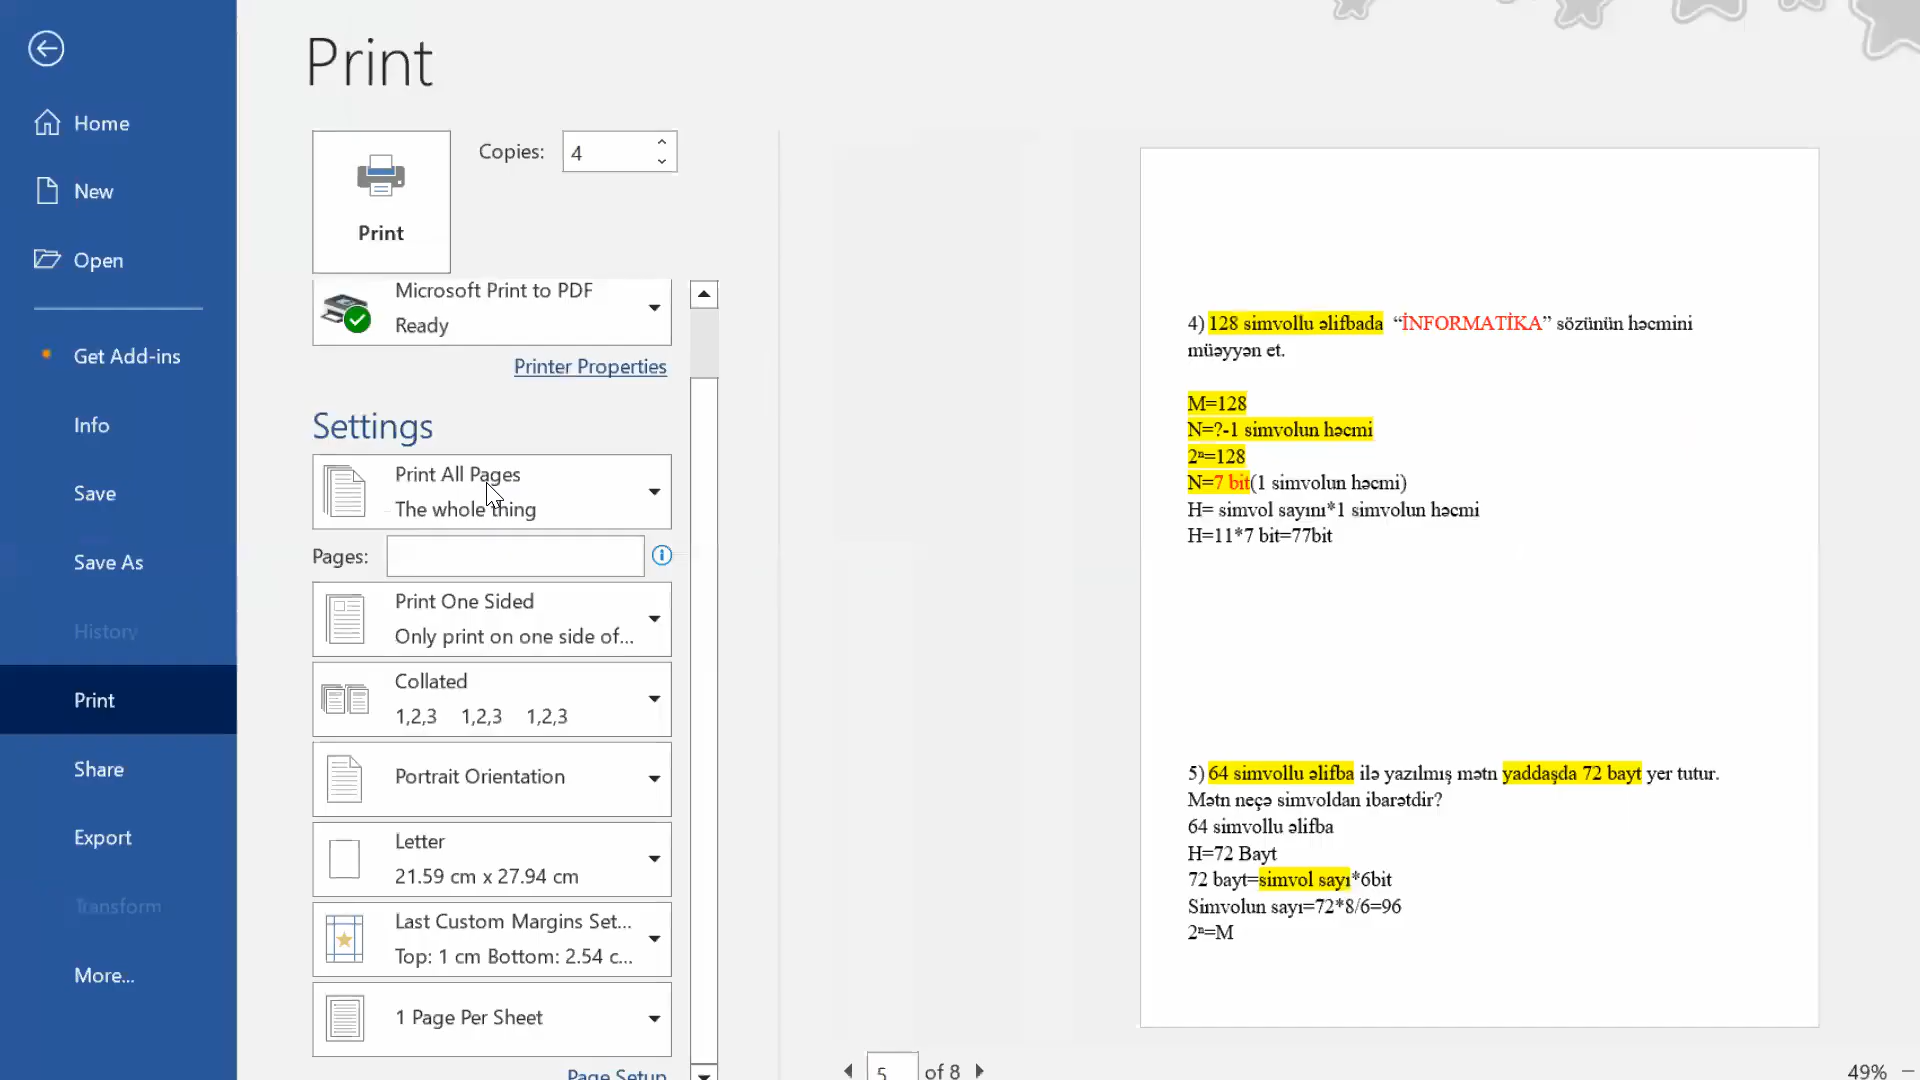 Print
Home
New
Open
Get Add-ins
Info
Save
Save As
History
Print
Share
Export
Transform
More...
Print
Copies: 4
Microsoft Print to PDF
Ready
Printer Properties
Settings
Print All Pages
The whole thing
Pages:
Print One Sided
Only print on one side of...
Collated
1,2,3 1,2,3 1,2,3
Portrait Orientation
Letter
21.59 cm x 27.94 cm
Last Custom Margins Set...
Top: 1 cm Bottom: 2.54 c...
1 Page Per Sheet
Page Setup
4) 128 simvollu əlifbada “İNFORMATİKA” sözünün həcmini
müəyyən et.
M=128
N=?-1 simvolun həcmi
2ⁿ=128
N=7 bit(1 simvolun həcmi)
H= simvol sayını*1 simvolun həcmi
H=11*7 bit=77bit
5) 64 simvollu əlifba ilə yazılmış mətn yaddaşda 72 bayt yer tutur.
Mətn neçə simvoldan ibarətdir?
64 simvollu əlifba
H=72 Bayt
72 bayt=simvol sayı*6bit
Simvolun sayı=72*8/6=96
2ⁿ=M
5 of 8
49%